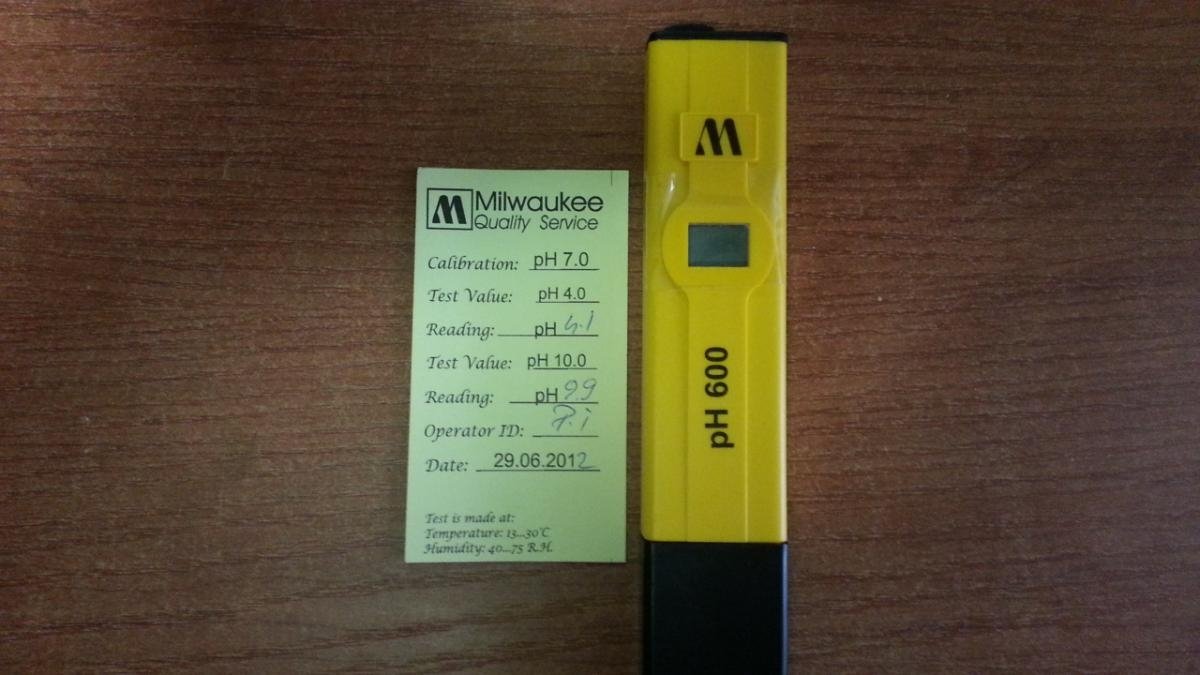 Milwaukee
Quality Service
Calibration: pH 7.0
Test Value: pH 4.0
Reading: pH 4.1
Test Value: pH 10.0
Reading: pH 9.9
Operator ID:
Date: 29.06.2012
Test is made at:
Temperature: 13...30°C
Humidity: 40...75 R.H.
M
pH 600